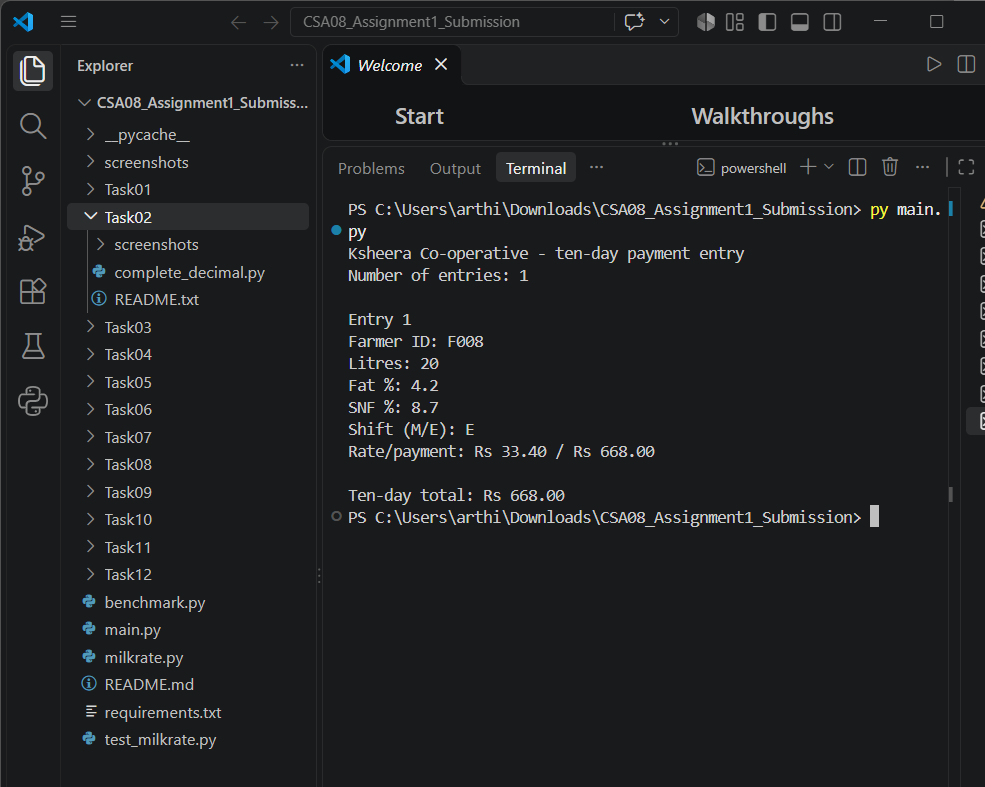 CSA08_Assignment1_Submission
Explorer
CSA08_Assignment1_Submiss...
__pycache__
screenshots
Task01
Task02
screenshots
complete_decimal.py
README.txt
Task03
Task04
Task05
Task06
Task07
Task08
Task09
Task10
Task11
Task12
benchmark.py
main.py
milkrate.py
README.md
requirements.txt
test_milkrate.py
Welcome
Start
Walkthroughs
Problems
Output
Terminal
powershell
PS C:\Users\arthi\Downloads\CSA08_Assignment1_Submission> py main.
py
Ksheera Co-operative - ten-day payment entry
Number of entries: 1
Entry 1
Farmer ID: F008
Litres: 20
Fat %: 4.2
SNF %: 8.7
Shift (M/E): E
Rate/payment: Rs 33.40 / Rs 668.00
Ten-day total: Rs 668.00
PS C:\Users\arthi\Downloads\CSA08_Assignment1_Submission>